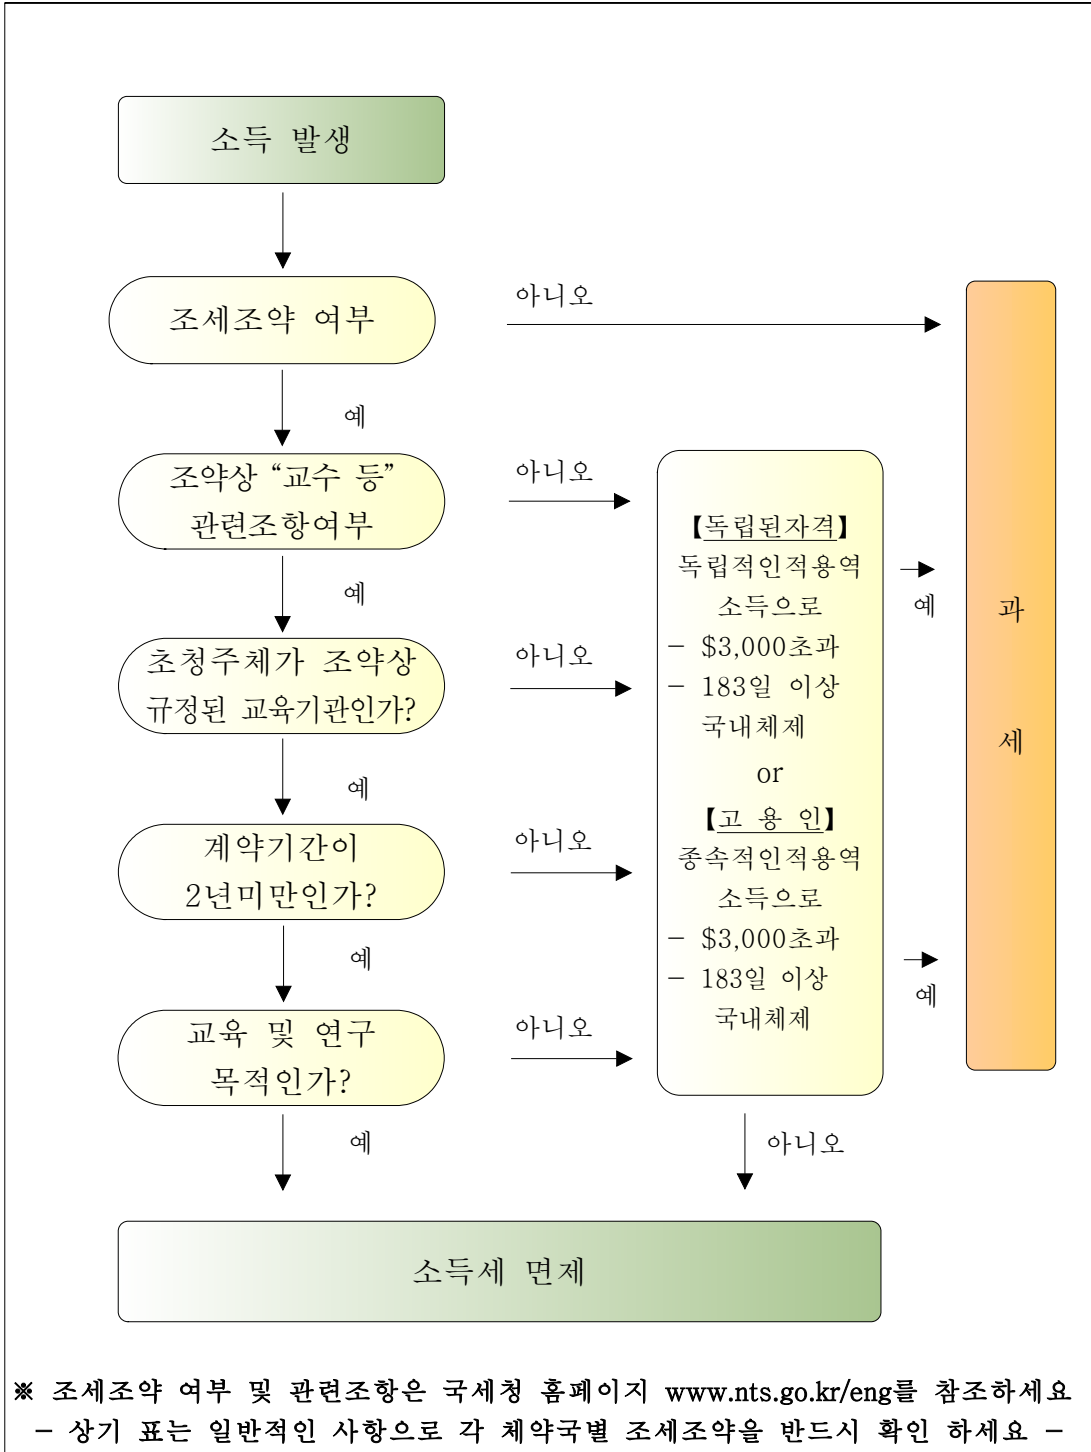 소득 발생
조세조약 여부
아니오
예
조약상 “교수 등”
관련조항여부
아니오
예
초청주체가 조약상
규정된 교육기관인가?
아니오
예
계약기간이
2년미만인가?
아니오
예
교육 및 연구
목적인가?
아니오
예
【독립된자격】
독립적인적용역
소득으로
- $3,000초과
- 183일 이상
국내체제
or
【고 용 인】
종속적인적용역
소득으로
- $3,000초과
- 183일 이상
국내체제
예
예
아니오
과
세
소득세 면제
※ 조세조약 여부 및 관련조항은 국세청 홈페이지 www.nts.go.kr/eng를 참조하세요
- 상기 표는 일반적인 사항으로 각 체약국별 조세조약을 반드시 확인 하세요 -